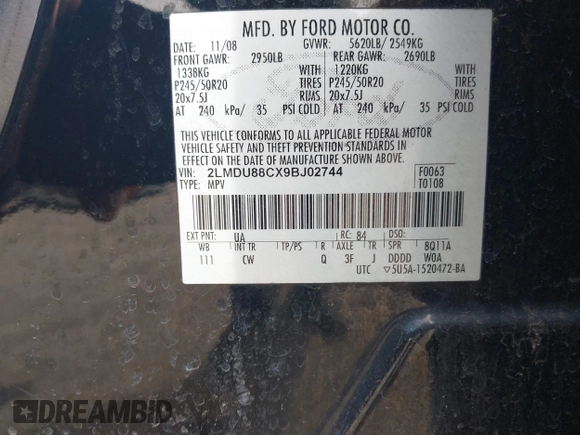 MFD. BY FORD MOTOR CO.
DATE: 11/08 GVWR: 5620LB/ 2549KG
FRONT GAWR: 2950LB REAR GAWR: 2690LB
1338KG WITH 1220KG WITH
P245/50R20 TIRES P245/50R20 TIRES
20x7.5J RIMS 20x7.5J RIMS
AT 240 kPa/ 35 PSI COLD AT 240 kPa/ 35 PSI COLD
THIS VEHICLE CONFORMS TO ALL APPLICABLE FEDERAL MOTOR
VEHICLE SAFETY AND THEFT PREVENTION STANDARDS IN
EFFECT ON THE DATE OF MANUFACTURE SHOWN ABOVE.
VIN: 2LMDU88CX9BJ02744 F0063
TYPE: MPV T0108
EXT PNT: UA RC: 84 DSO:
WB INT TR TP/PS R AXLE TR SPR 8Q11A
111 CW Q 3F J DDDD WOA
UTC ▽5U5A-1520472-BA
DREAMBID